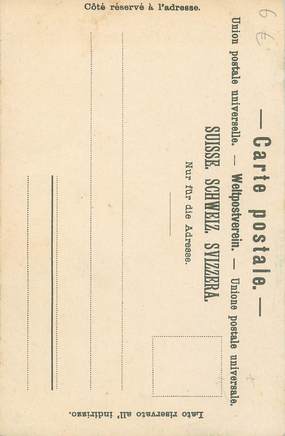 — Carte postale. —
Union postale universelle. — Weltpostverein. — Unione postale universale.
SUISSE. SCHWEIZ. SVIZZERA.
Nur für die Adresse.
Côté réservé à l'adresse.
Lato riservato all' indirizzo.
6 €